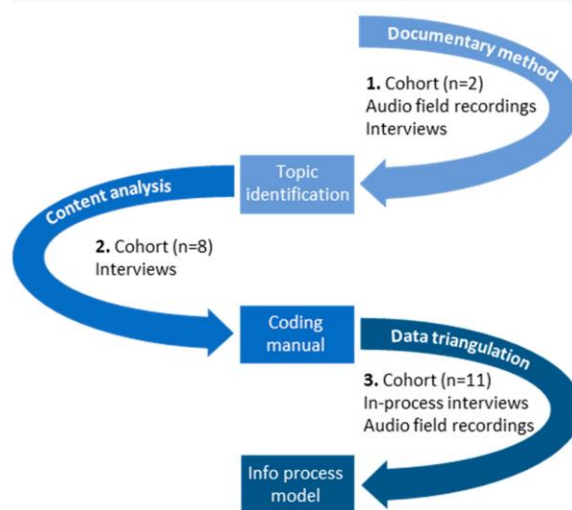 Documentary method
1. Cohort (n=2)
Audio field recordings
Interviews
Topic
identification
Content analysis
2. Cohort (n=8)
Interviews
Coding
manual
Data triangulation
3. Cohort (n=11)
In-process interviews
Audio field recordings
Info process
model